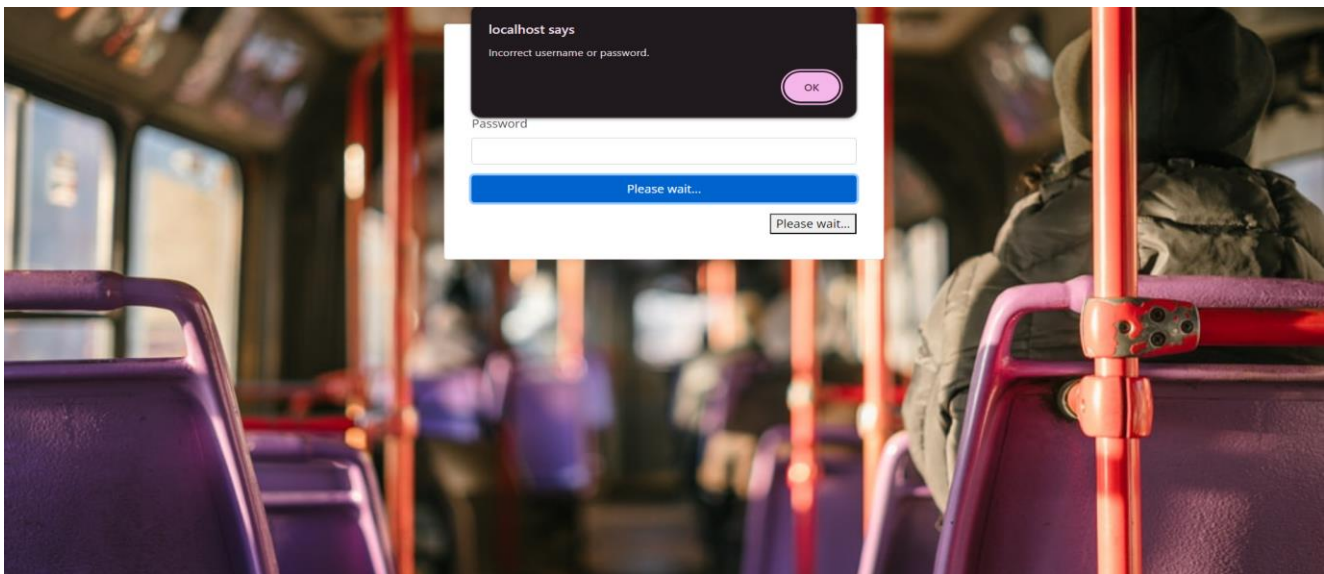 localhost says
Incorrect username or password.
OK
Password
Please wait...
Please wait...